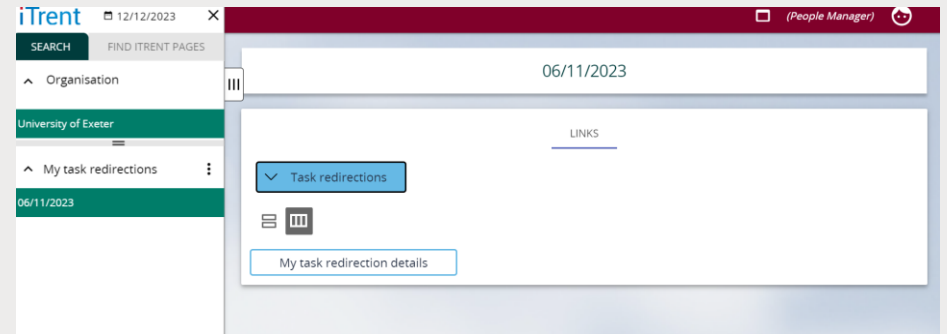 iTrent 12/12/2023
(People Manager)
SEARCH FIND ITRENT PAGES
Organisation
University of Exeter
My task redirections
06/11/2023
06/11/2023
LINKS
Task redirections
My task redirection details